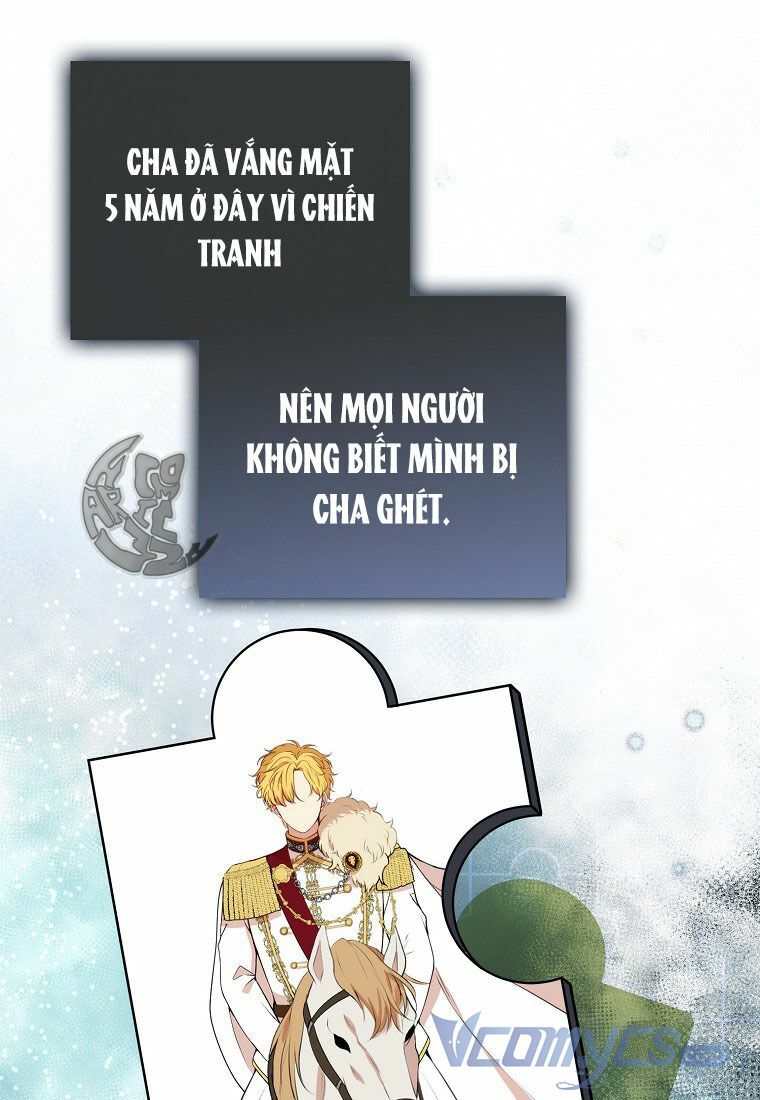 CHA ĐÃ VẮNG MẶT
5 NĂM Ở ĐÂY VÌ CHIẾN
TRANH
NÊN MỌI NGƯỜI
KHÔNG BIẾT MÌNH BỊ
CHA GHÉT.
VCOMYCS